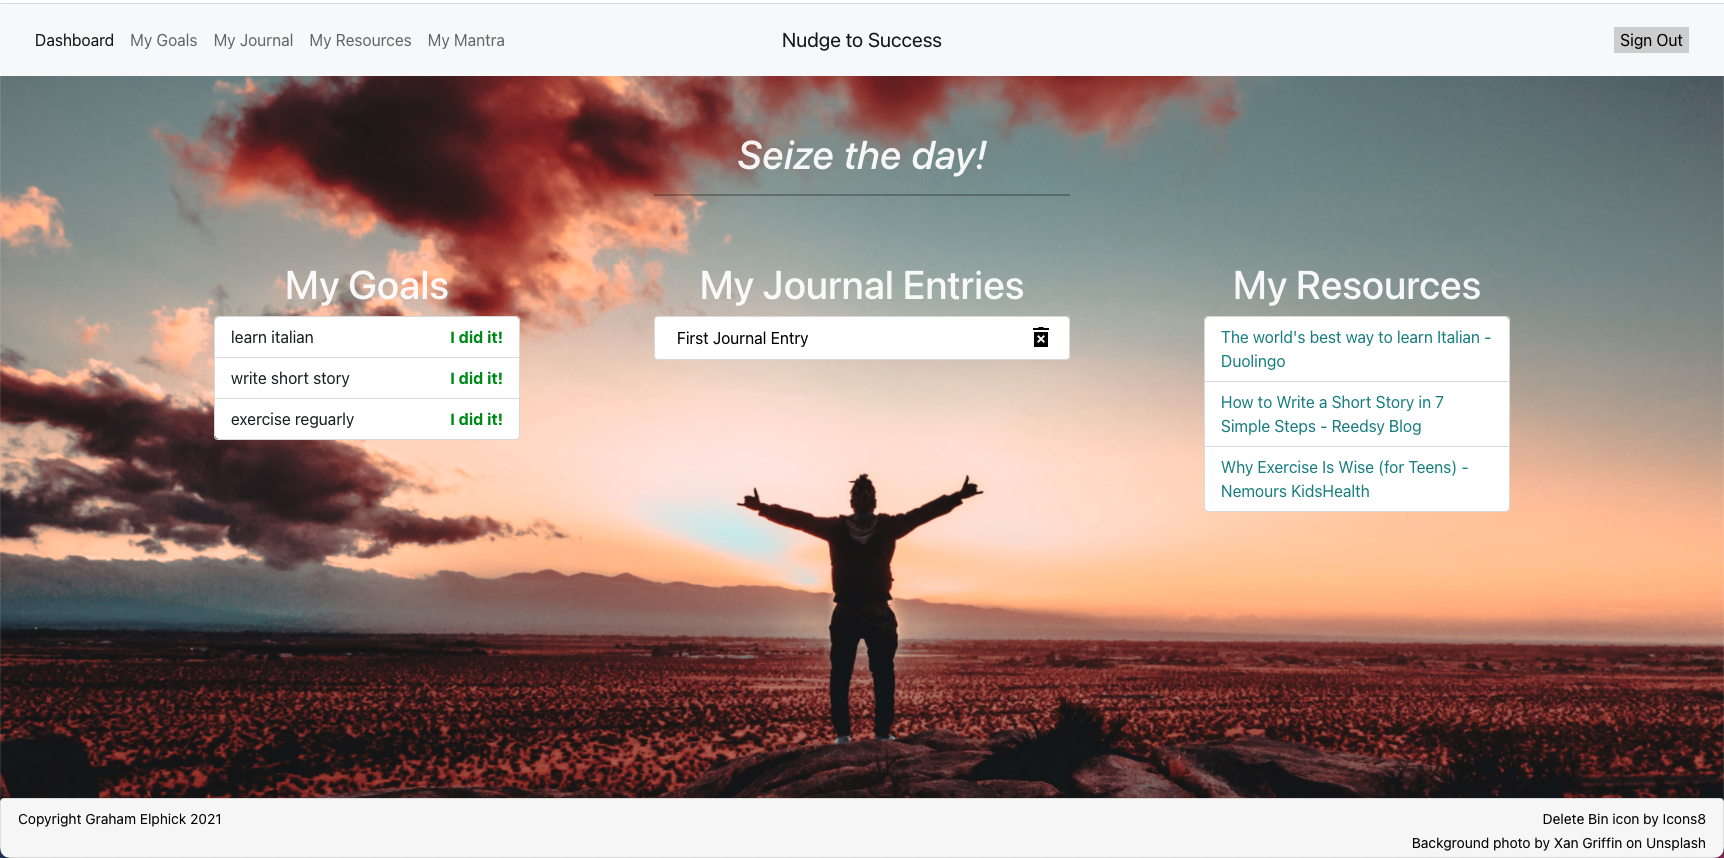 Dashboard My Goals My Journal My Resources My Mantra Nudge to Success Sign Out
Seize the day!
My Goals
learn italian I did it!
write short story I did it!
exercise reguarly I did it!
My Journal Entries
First Journal Entry
My Resources
The world's best way to learn Italian -
Duolingo
How to Write a Short Story in 7
Simple Steps - Reedsy Blog
Why Exercise Is Wise (for Teens) -
Nemours KidsHealth
Copyright Graham Elphick 2021
Delete Bin icon by Icons8
Background photo by Xan Griffin on Unsplash